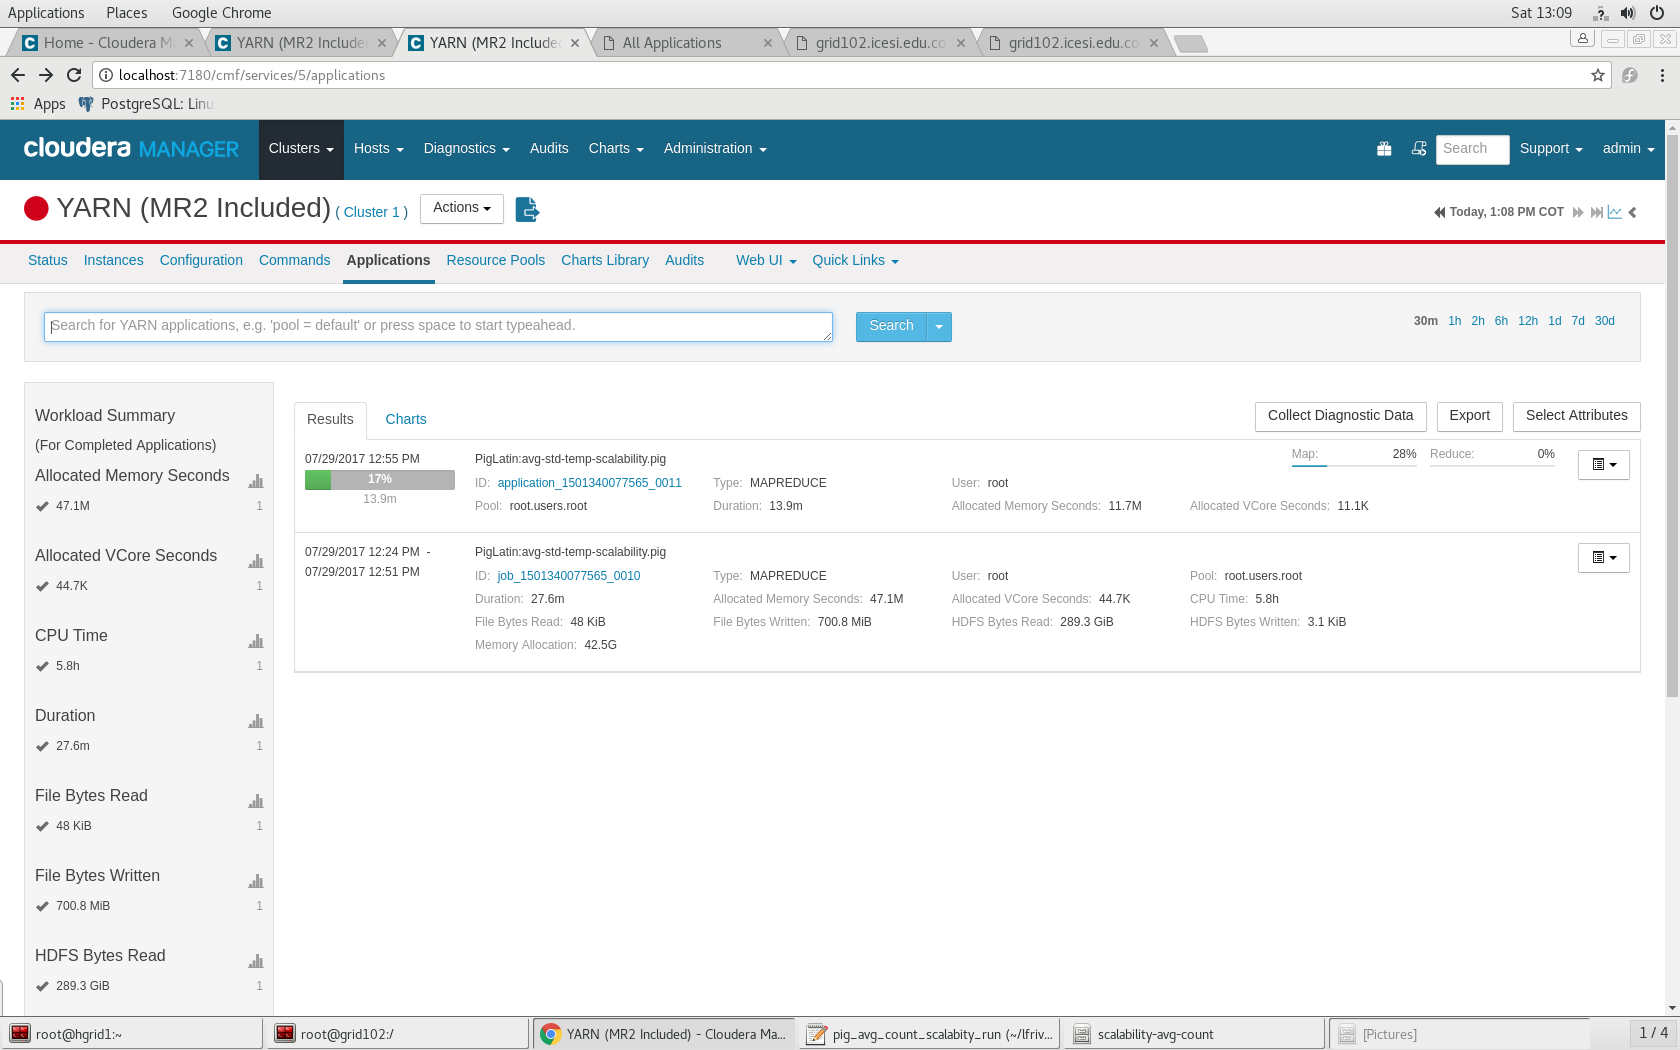 Applications Places Google Chrome Sat 13:09
Home - Cloudera M YARN (MR2 Include YARN (MR2 Include All Applications grid102.icesi.edu.co grid102.icesi.edu.co
localhost:7180/cmf/services/5/applications
Apps PostgreSQL: Linu
cloudera MANAGER Clusters Hosts Diagnostics Audits Charts Administration Search Support admin
YARN (MR2 Included) ( Cluster 1 ) Actions Today, 1:08 PM COT
Status Instances Configuration Commands Applications Resource Pools Charts Library Audits Web UI Quick Links
Search for YARN applications, e.g. 'pool = default' or press space to start typeahead. Search 30m 1h 2h 6h 12h 1d 7d 30d
Workload Summary
(For Completed Applications)
Allocated Memory Seconds
47.1M 1
Allocated VCore Seconds
44.7K 1
CPU Time
5.8h 1
Duration
27.6m 1
File Bytes Read
48 KiB 1
File Bytes Written
700.8 MiB 1
HDFS Bytes Read
289.3 GiB 1
Results Charts Collect Diagnostic Data Export Select Attributes
07/29/2017 12:55 PM PigLatin:avg-std-temp-scalability.pig Map: 28% Reduce: 0%
17% ID: application_1501340077565_0011 Type: MAPREDUCE User: root
13.9m Pool: root.users.root Duration: 13.9m Allocated Memory Seconds: 11.7M Allocated VCore Seconds: 11.1K
07/29/2017 12:24 PM - PigLatin:avg-std-temp-scalability.pig
07/29/2017 12:51 PM ID: job_1501340077565_0010 Type: MAPREDUCE User: root Pool: root.users.root
Duration: 27.6m Allocated Memory Seconds: 47.1M Allocated VCore Seconds: 44.7K CPU Time: 5.8h
File Bytes Read: 48 KiB File Bytes Written: 700.8 MiB HDFS Bytes Read: 289.3 GiB HDFS Bytes Written: 3.1 KiB
Memory Allocation: 42.5G
root@hgrid1:~ root@grid102:/ YARN (MR2 Included) - Cloudera Ma... pig_avg_count_scalabity_run (~/lfriv... scalability-avg-count [Pictures] 1 / 4